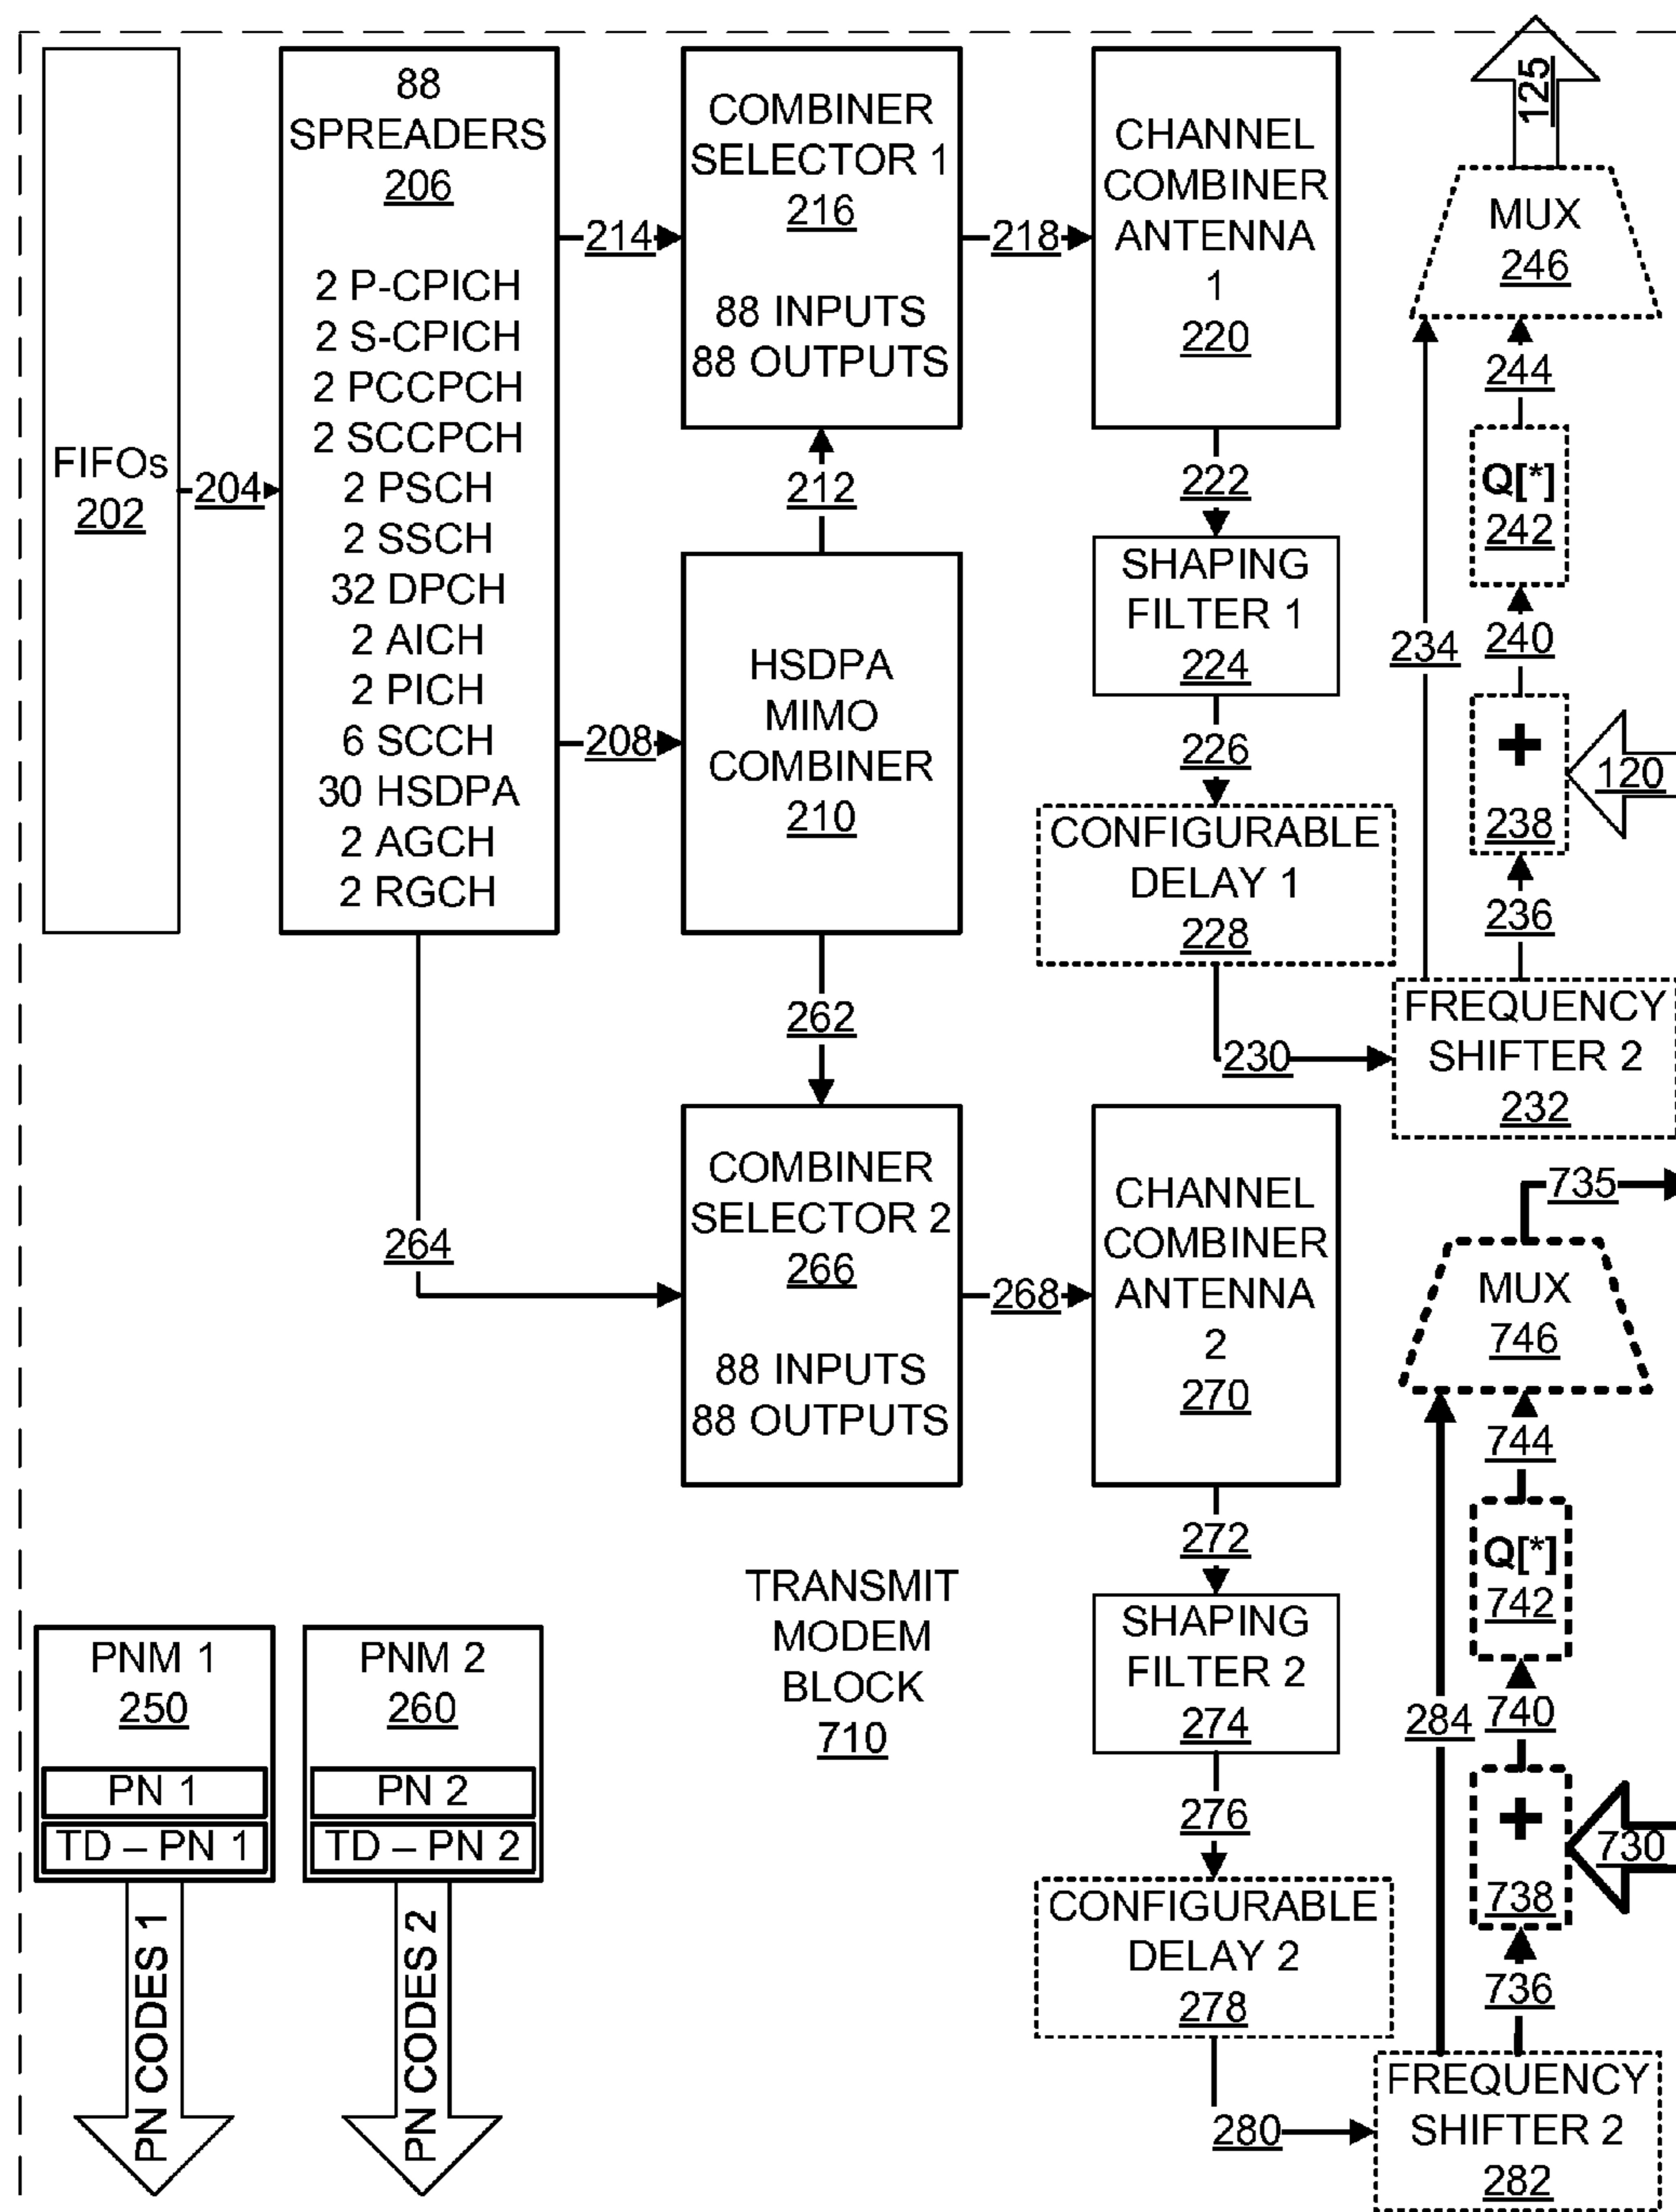 FIFOs
202
204
88
SPREADERS
206
2 P-CPICH
2 S-CPICH
2 PCCPCH
2 SCCPCH
2 PSCH
2 SSCH
32 DPCH
2 AICH
2 PICH
6 SCCH
30 HSDPA
2 AGCH
2 RGCH
214
208
264
COMBINER
SELECTOR 1
216
88 INPUTS
88 OUTPUTS
212
HSDPA
MIMO
COMBINER
210
262
COMBINER
SELECTOR 2
266
88 INPUTS
88 OUTPUTS
218
268
CHANNEL
COMBINER
ANTENNA
1
220
222
SHAPING
FILTER 1
224
226
CONFIGURABLE
DELAY 1
228
230
125
MUX
246
244
Q[*]
242
234
240
+
238
120
236
FREQUENCY
SHIFTER 2
232
CHANNEL
COMBINER
ANTENNA
2
270
272
SHAPING
FILTER 2
274
276
CONFIGURABLE
DELAY 2
278
280
735
MUX
746
744
Q[*]
742
284
740
+
738
730
736
FREQUENCY
SHIFTER 2
282
TRANSMIT
MODEM
BLOCK
710
PNM 1
250
PN 1
TD – PN 1
PN CODES 1
PNM 2
260
PN 2
TD – PN 2
PN CODES 2